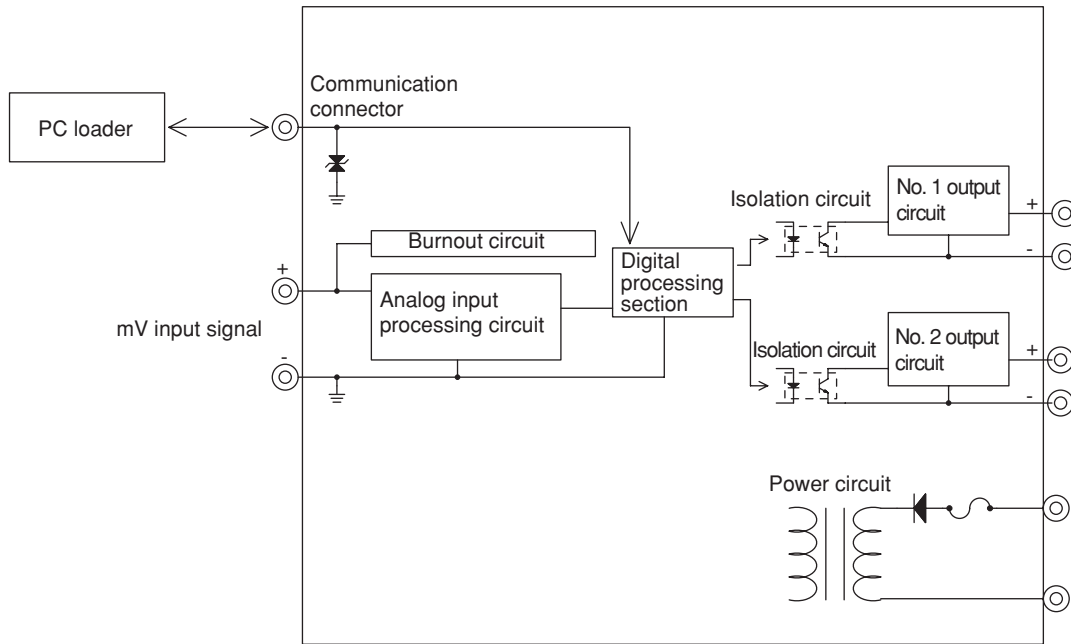 Communication
connector
PC loader
Burnout circuit
+
Analog input
processing circuit
mV input signal
-
Digital
processing
section
Isolation circuit
No. 1 output
circuit
+
-
Isolation circuit
No. 2 output
circuit
+
-
Power circuit